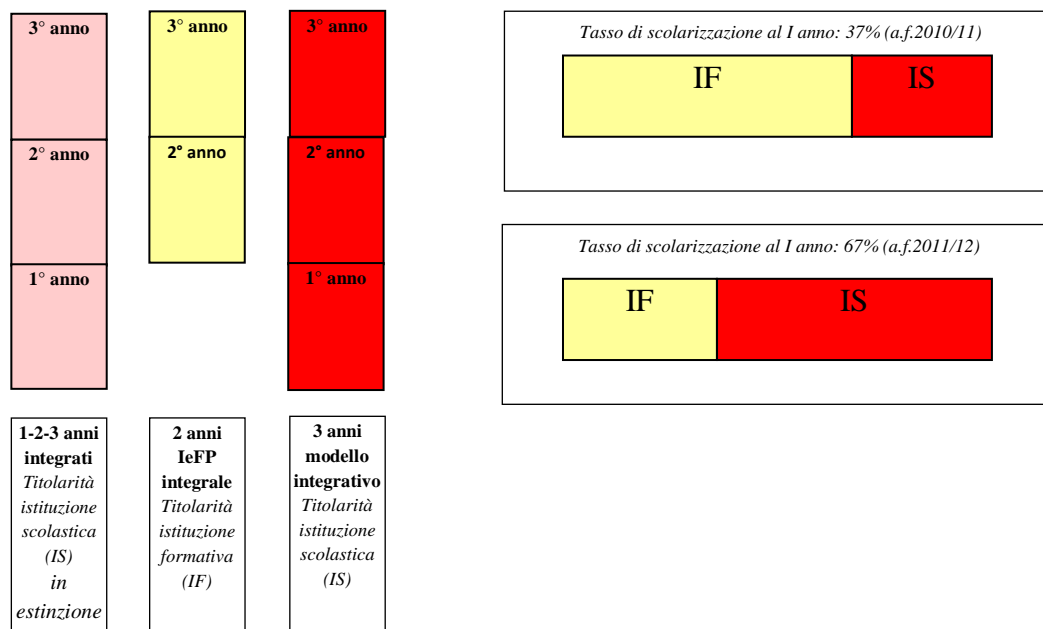 3° anno
2° anno
1° anno
3° anno
2° anno
3° anno
2° anno
1° anno
1-2-3 anni
integrati
Titolarità
istituzione
scolastica
(IS)
in
estinzione
2 anni
IeFP
integrale
Titolarità
istituzione
formativa
(IF)
3 anni
modello
integrativo
Titolarità
istituzione
scolastica
(IS)
Tasso di scolarizzazione al I anno: 37% (a.f.2010/11)
IF
IS
Tasso di scolarizzazione al I anno: 67% (a.f.2011/12)
IF
IS